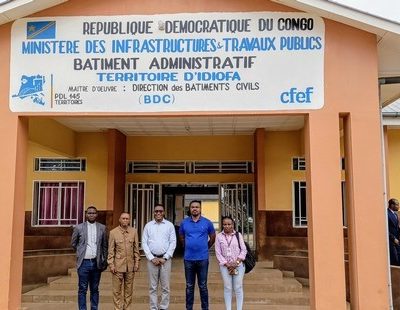 REPUBLIQUE DEMOCRATIQUE DU CONGO
MINISTERE DES INFRASTRUCTURES & TRAVAUX PUBLICS
BATIMENT ADMINISTRATIF
TERRITOIRE D'IDIOFA
MAITRE D'OEUVRE : DIRECTION des BATIMENTS CIVILS
(BDC)
PDL 145
TERRITOIRES
cfef